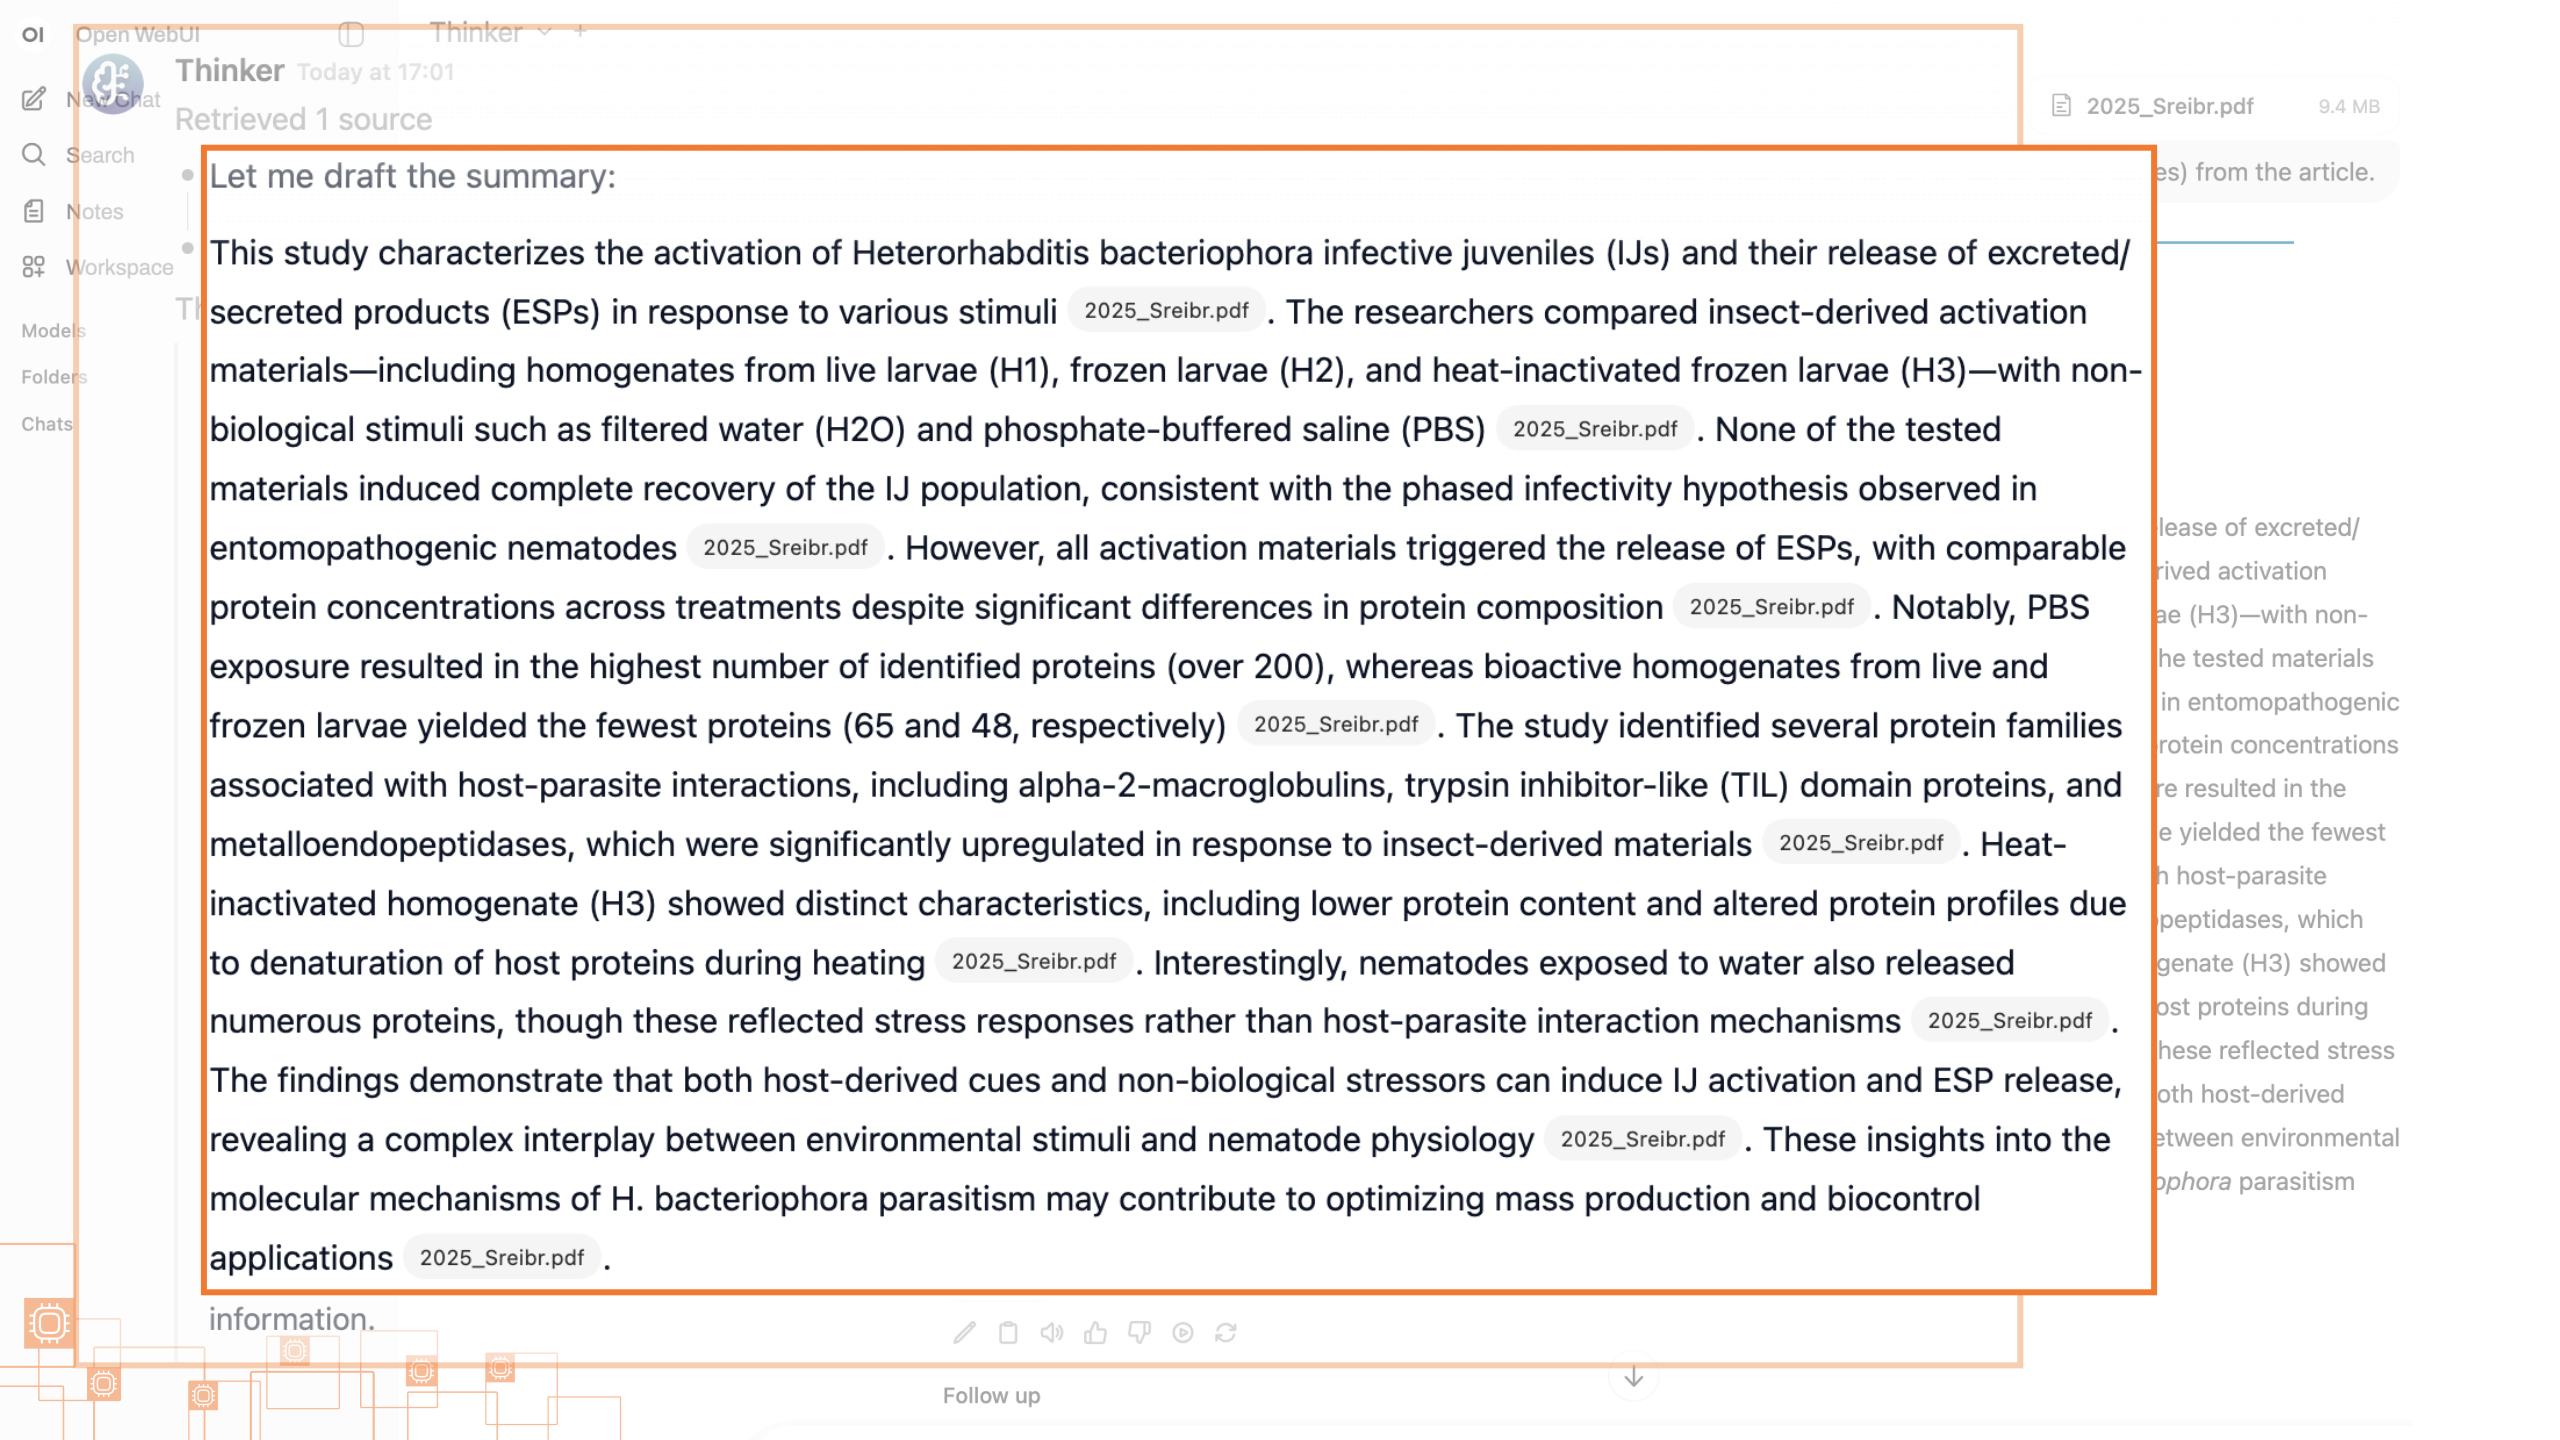 OI Open WebUI
Thinker
New Chat
Search
Notes
Workspace
Models
Folders
Chats
Thinker Today at 17:01
Retrieved 1 source
2025_Sreibr.pdf 9.4 MB
es) from the article.
Let me draft the summary:
This study characterizes the activation of Heterorhabditis bacteriophora infective juveniles (IJs) and their release of excreted/
secreted products (ESPs) in response to various stimuli 2025_Sreibr.pdf . The researchers compared insect-derived activation
materials—including homogenates from live larvae (H1), frozen larvae (H2), and heat-inactivated frozen larvae (H3)—with non-
biological stimuli such as filtered water (H2O) and phosphate-buffered saline (PBS) 2025_Sreibr.pdf . None of the tested
materials induced complete recovery of the IJ population, consistent with the phased infectivity hypothesis observed in
entomopathogenic nematodes 2025_Sreibr.pdf . However, all activation materials triggered the release of ESPs, with comparable
protein concentrations across treatments despite significant differences in protein composition 2025_Sreibr.pdf . Notably, PBS
exposure resulted in the highest number of identified proteins (over 200), whereas bioactive homogenates from live and
frozen larvae yielded the fewest proteins (65 and 48, respectively) 2025_Sreibr.pdf . The study identified several protein families
associated with host-parasite interactions, including alpha-2-macroglobulins, trypsin inhibitor-like (TIL) domain proteins, and
metalloendopeptidases, which were significantly upregulated in response to insect-derived materials 2025_Sreibr.pdf . Heat-
inactivated homogenate (H3) showed distinct characteristics, including lower protein content and altered protein profiles due
to denaturation of host proteins during heating 2025_Sreibr.pdf . Interestingly, nematodes exposed to water also released
numerous proteins, though these reflected stress responses rather than host-parasite interaction mechanisms 2025_Sreibr.pdf .
The findings demonstrate that both host-derived cues and non-biological stressors can induce IJ activation and ESP release,
revealing a complex interplay between environmental stimuli and nematode physiology 2025_Sreibr.pdf . These insights into the
molecular mechanisms of H. bacteriophora parasitism may contribute to optimizing mass production and biocontrol
applications 2025_Sreibr.pdf .
information.
lease of excreted/
rived activation
ae (H3)—with non-
he tested materials
in entomopathogenic
rotein concentrations
re resulted in the
e yielded the fewest
h host-parasite
peptidases, which
genate (H3) showed
ost proteins during
hese reflected stress
oth host-derived
etween environmental
ophora parasitism
Follow up